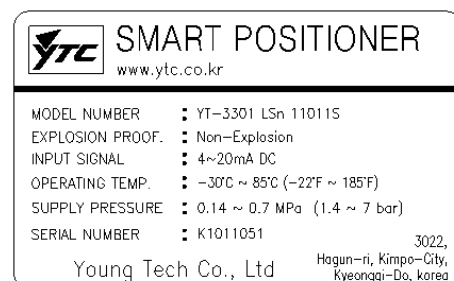 YTC
SMART POSITIONER
www.ytc.co.kr
MODEL NUMBER : YT-3301 LSn 11011S
EXPLOSION PROOF. : Non-Explosion
INPUT SIGNAL : 4~20mA DC
OPERATING TEMP. : -30℃ ~ 85℃ (-22℉ ~ 185℉)
SUPPLY PRESSURE : 0.14 ~ 0.7 MPa (1.4 ~ 7 bar)
SERIAL NUMBER : K1011051
Young Tech Co., Ltd
3022,
Hagun-ri, Kimpo-City,
Kyeonggi-Do, korea